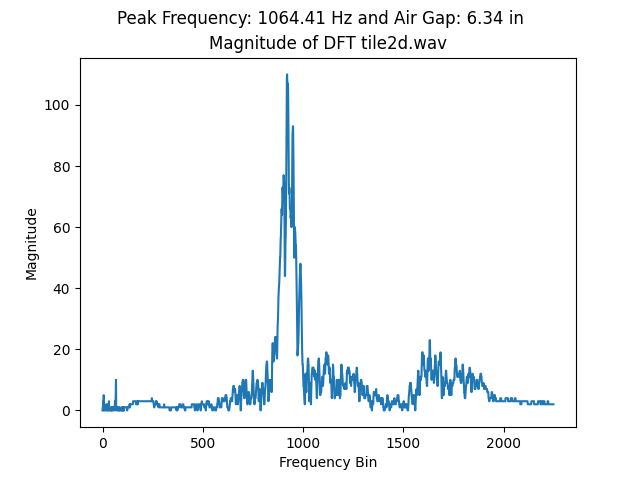 Peak Frequency: 1064.41 Hz and Air Gap: 6.34 in
Magnitude of DFT tile2d.wav
100
80
60
40
20
0
Magnitude
0 500 1000 1500 2000
Frequency Bin